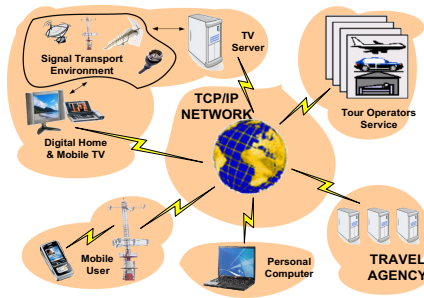 Signal Transport
Environment
TV
Server
TCP/IP
NETWORK
Tour Operators
Service
Digital Home
& Mobile TV
Mobile
User
Personal
Computer
TRAVEL
AGENCY